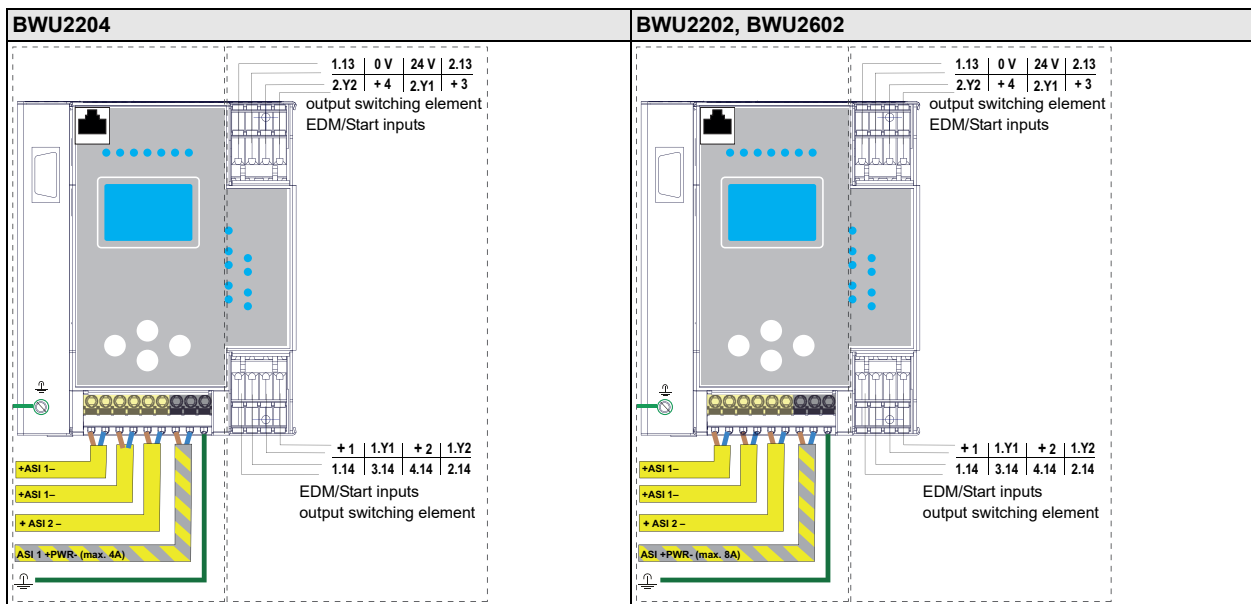 BWU2204
1.13 0 V 24 V 2.13
2.Y2 + 4 2.Y1 + 3
output switching element
EDM/Start inputs
+ 1 1.Y1 + 2 1.Y2
1.14 3.14 4.14 2.14
EDM/Start inputs
output switching element
+ASI 1–
+ASI 1–
+ ASI 2 –
ASI 1 +PWR- (max. 4A)
BWU2202, BWU2602
1.13 0 V 24 V 2.13
2.Y2 + 4 2.Y1 + 3
output switching element
EDM/Start inputs
+ 1 1.Y1 + 2 1.Y2
1.14 3.14 4.14 2.14
EDM/Start inputs
output switching element
+ASI 1–
+ASI 1–
+ ASI 2 –
ASI +PWR- (max. 8A)